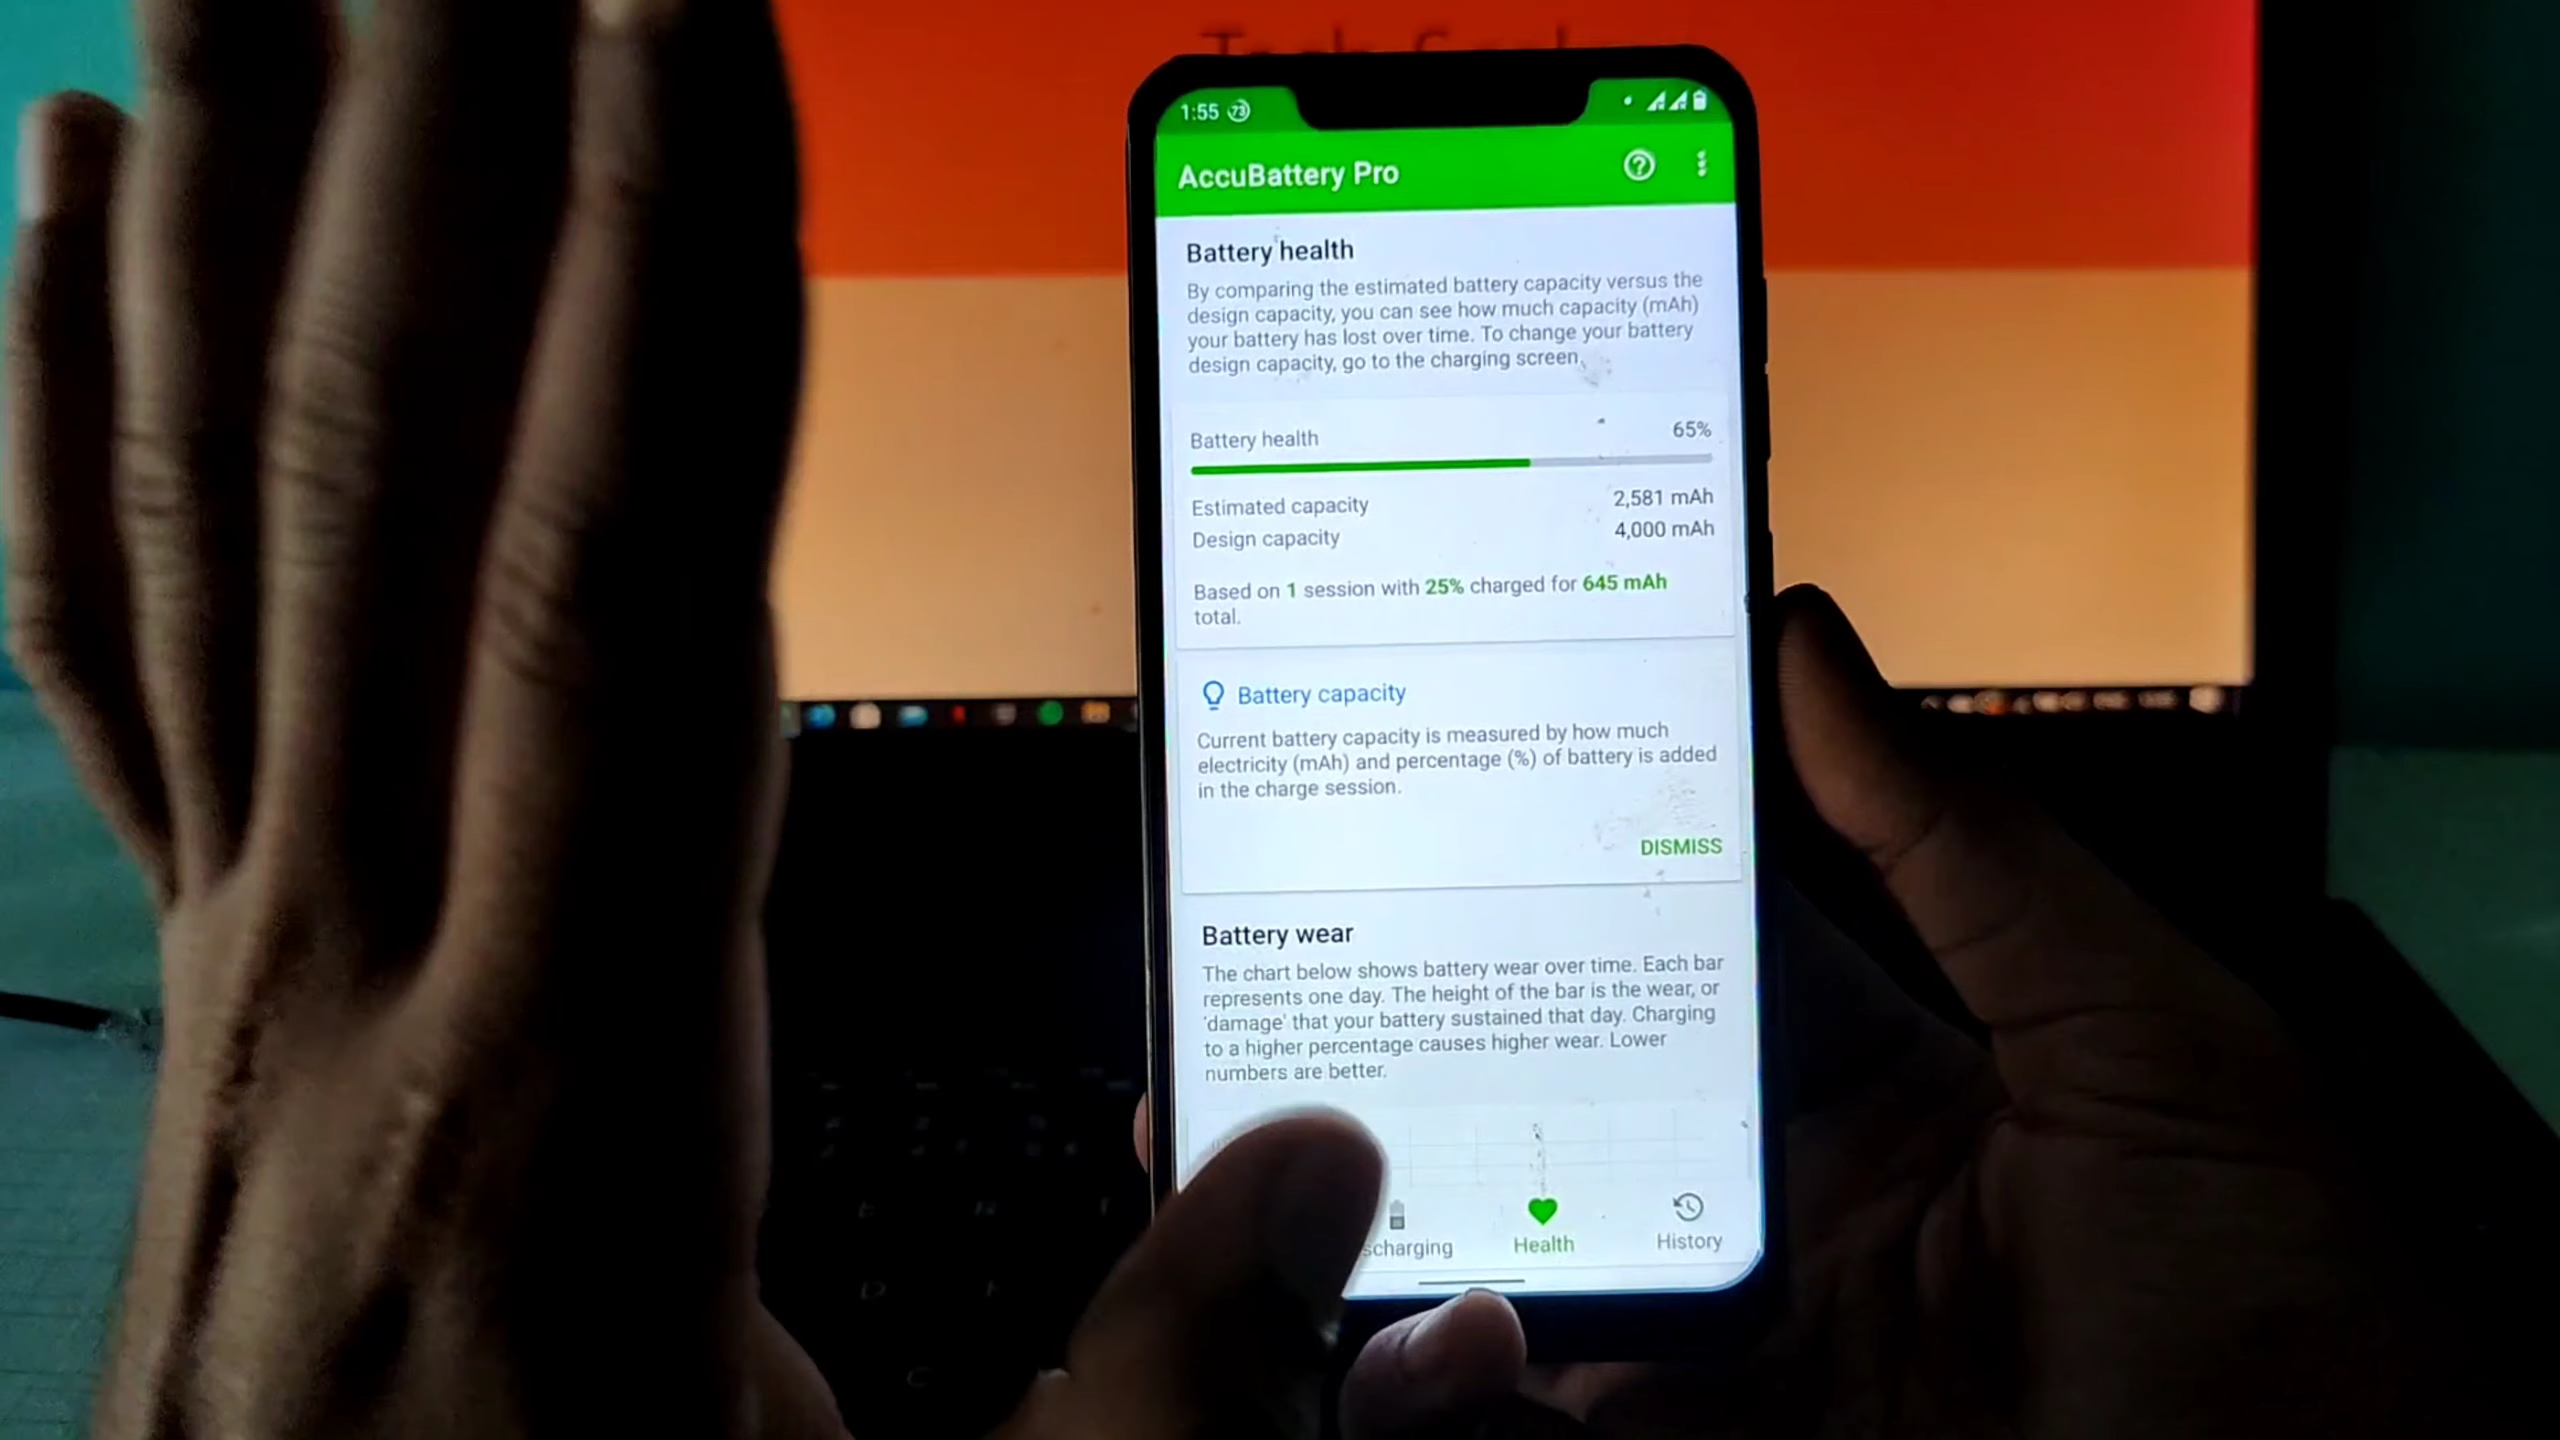 1:55 73
AccuBattery Pro
Battery health
By comparing the estimated battery capacity versus the
design capacity, you can see how much capacity (mAh)
your battery has lost over time. To change your battery
design capacity, go to the charging screen.
Battery health 65%
Estimated capacity 2,581 mAh
Design capacity 4,000 mAh
Based on 1 session with 25% charged for 645 mAh
total.
Battery capacity
Current battery capacity is measured by how much
electricity (mAh) and percentage (%) of battery is added
in the charge session.
DISMISS
Battery wear
The chart below shows battery wear over time. Each bar
represents one day. The height of the bar is the wear, or
'damage' that your battery sustained that day. Charging
to a higher percentage causes higher wear. Lower
numbers are better.
scharging Health History